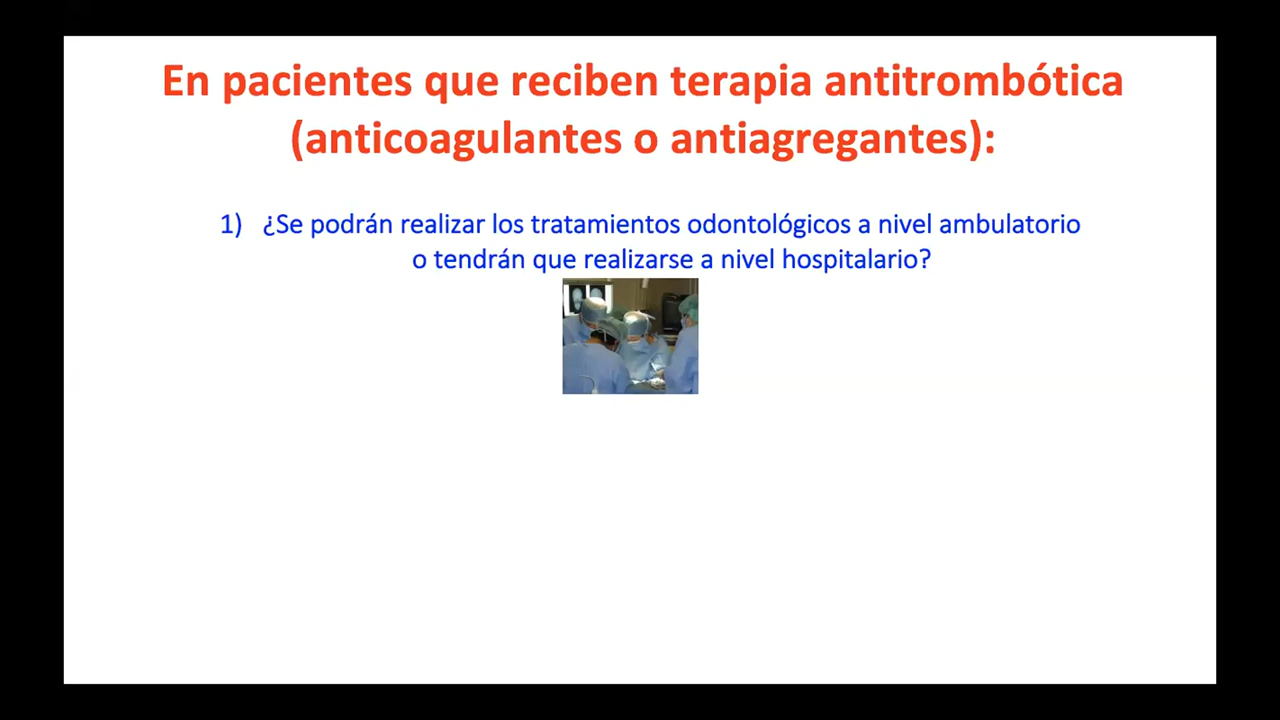 En pacientes que reciben terapia antitrombótica
(anticoagulantes o antiagregantes):
1) ¿Se podrán realizar los tratamientos odontológicos a nivel ambulatorio
o tendrán que realizarse a nivel hospitalario?